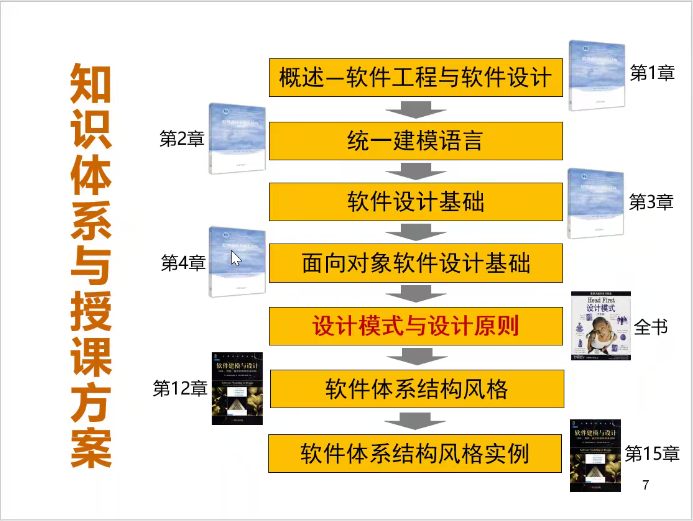 知识体系与授课方案
概述—软件工程与软件设计
第1章
第2章
统一建模语言
软件设计基础
第3章
第4章
面向对象软件设计基础
设计模式与设计原则
Head First
设计模式
全书
第12章
软件建模与设计
软件体系结构风格
软件体系结构风格实例
软件建模与设计
第15章
7